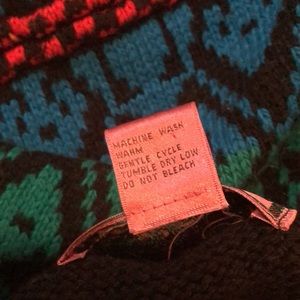 MACHINE WASH
WARM
GENTLE CYCLE
TUMBLE DRY LOW
DO NOT BLEACH